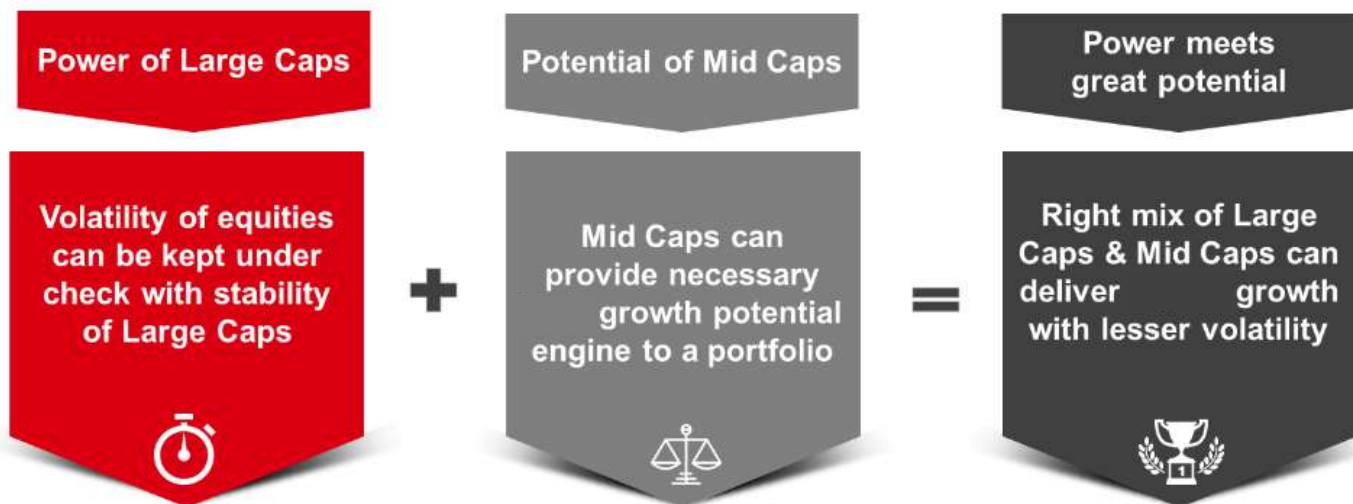 Power of Large Caps
Volatility of equities
can be kept under
check with stability
of Large Caps
+
Potential of Mid Caps
Mid Caps can
provide necessary
growth potential
engine to a portfolio
=
Power meets
great potential
Right mix of Large
Caps & Mid Caps can
deliver growth
with lesser volatility
1